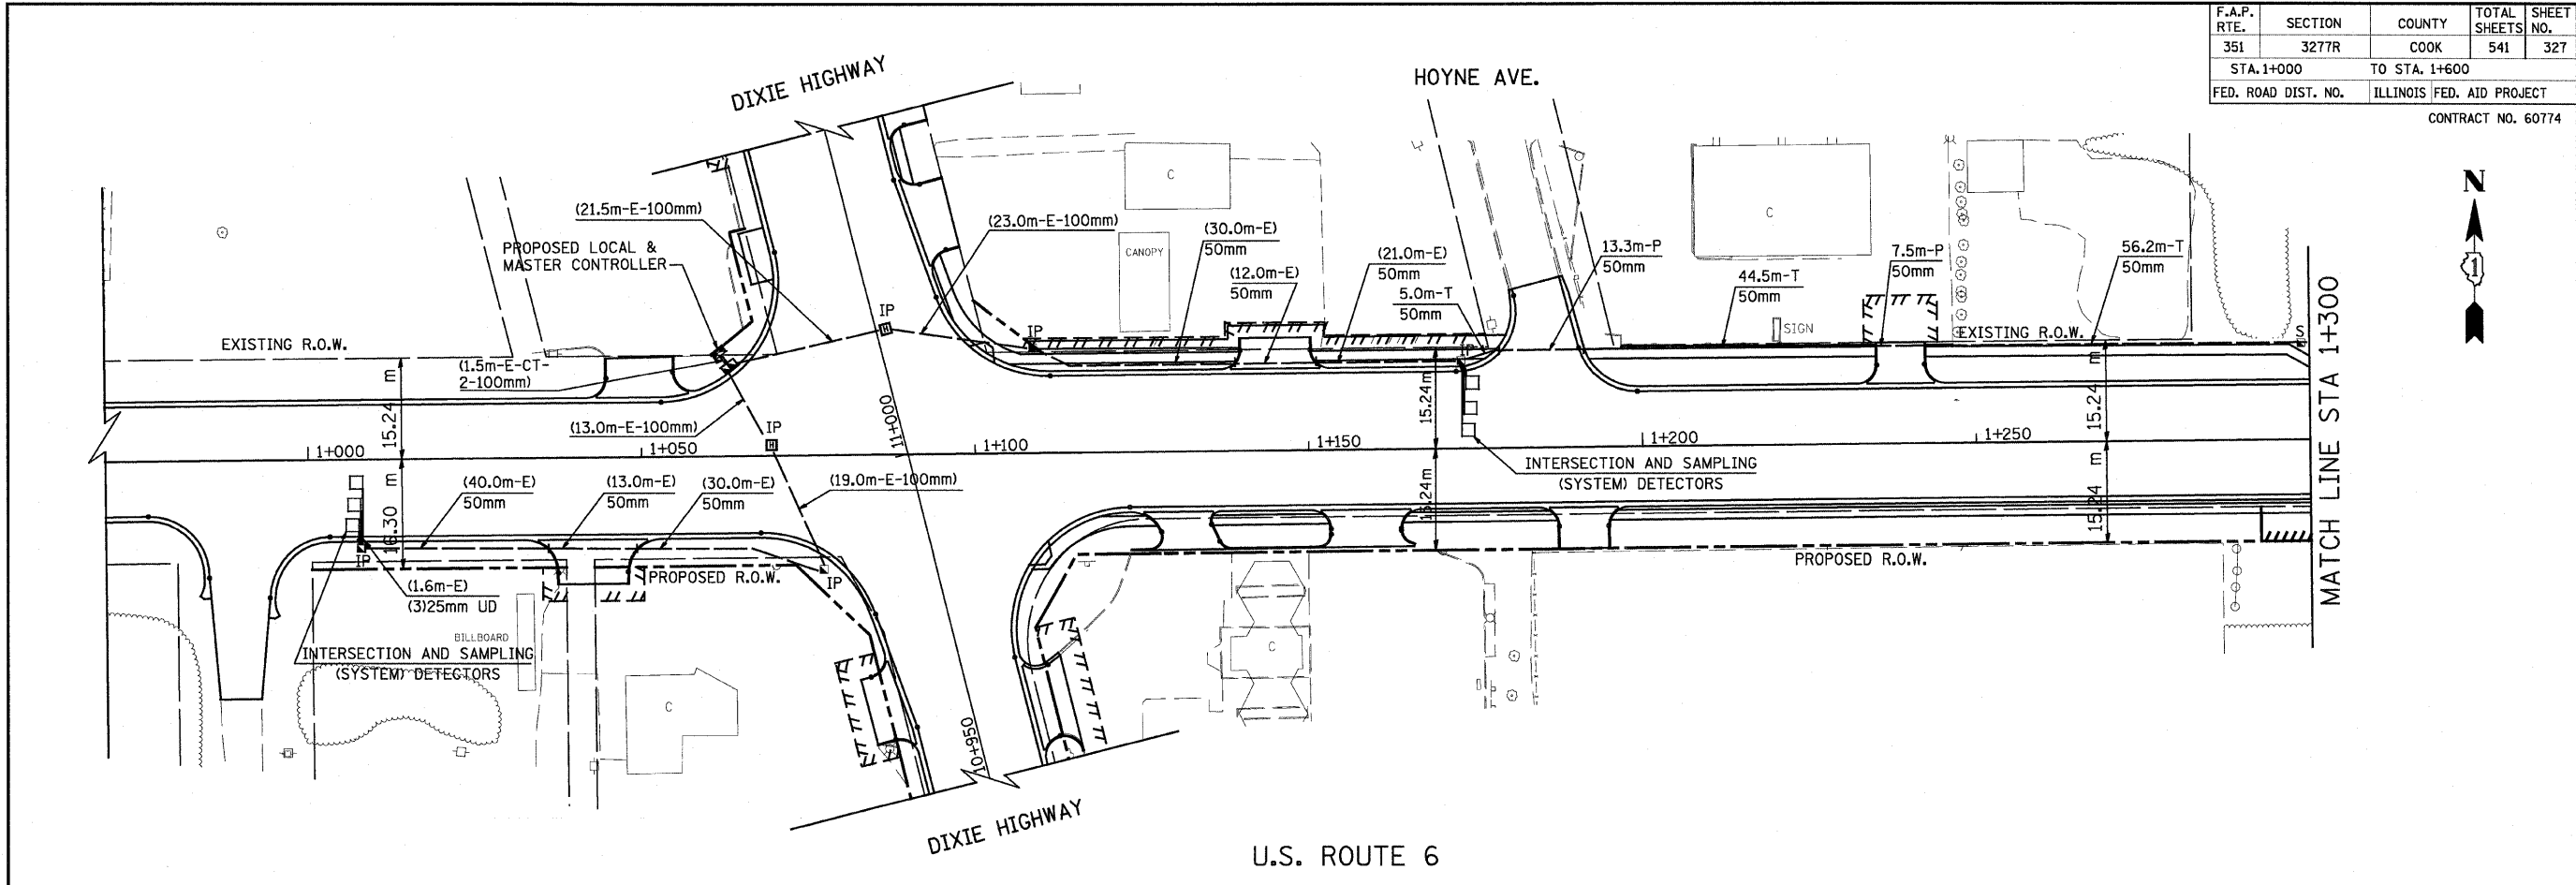 F.A.P. RTE. SECTION COUNTY TOTAL SHEETS SHEET NO.
351 3277R COOK 541 327
STA. 1+000 TO STA. 1+600
FED. ROAD DIST. NO. ILLINOIS FED. AID PROJECT
CONTRACT NO. 60774
DIXIE HIGHWAY
HOYNE AVE.
N
1
C
C
CANOPY
(21.5m-E-100mm)
PROPOSED LOCAL &
MASTER CONTROLLER
IP
(23.0m-E-100mm)
(30.0m-E)
50mm
(12.0m-E)
50mm
(21.0m-E)
50mm
5.0m-T
50mm
13.3m-P
50mm
44.5m-T
50mm
SIGN
7.5m-P
50mm
56.2m-T
50mm
EXISTING R.O.W.
EXISTING R.O.W.
IP
IP
S
(1.5m-E-CT-
2-100mm)
(13.0m-E-100mm)
IP
H
H
15.24 m
15.24m
15.24 m
11+000
1+000
1+050
1+100
1+150
1+200
1+250
MATCH LINE STA 1+300
INTERSECTION AND SAMPLING
(SYSTEM) DETECTORS
(40.0m-E)
50mm
(13.0m-E)
50mm
(30.0m-E)
50mm
(19.0m-E-100mm)
16.30 m
15.24m
15.24 m
IP
IP
PROPOSED R.O.W.
PROPOSED R.O.W.
(1.6m-E)
(3)25mm UD
BILLBOARD
INTERSECTION AND SAMPLING
(SYSTEM) DETECTORS
C
C
10+950
DIXIE HIGHWAY
U.S. ROUTE 6